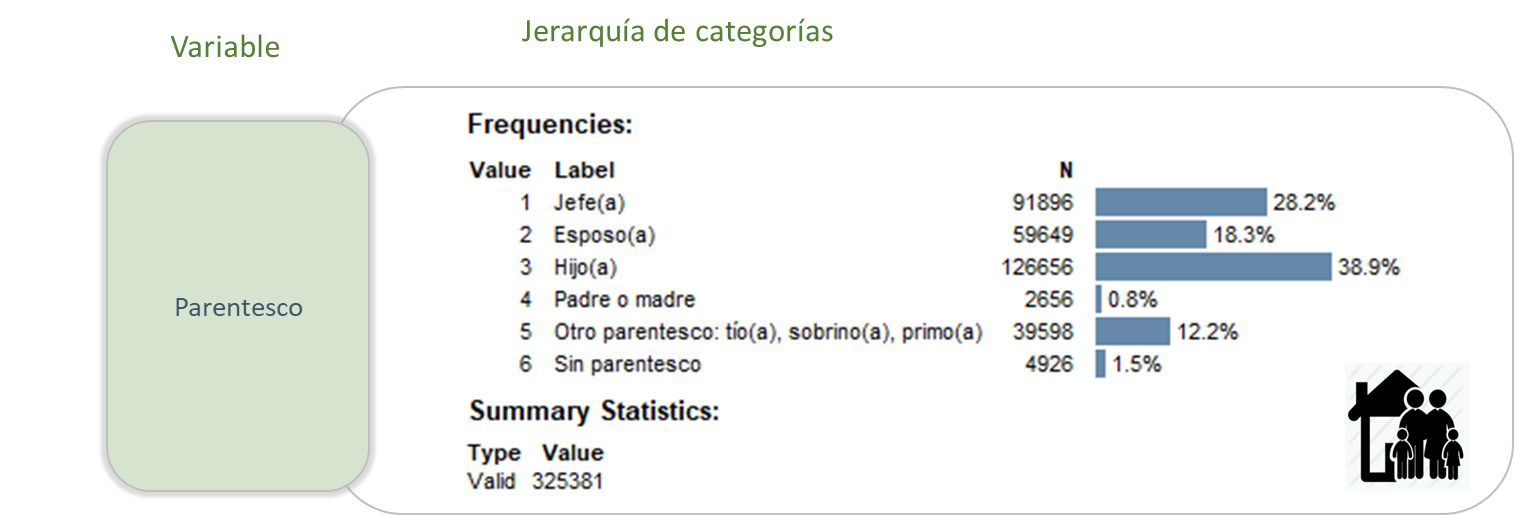 Variable
Jerarquía de categorías
Parentesco
Frequencies:
Value Label N
1 Jefe(a) 91896 28.2%
2 Esposo(a) 59649 18.3%
3 Hijo(a) 126656 38.9%
4 Padre o madre 2656 0.8%
5 Otro parentesco: tío(a), sobrino(a), primo(a) 39598 12.2%
6 Sin parentesco 4926 1.5%
Summary Statistics:
Type Value
Valid 325381